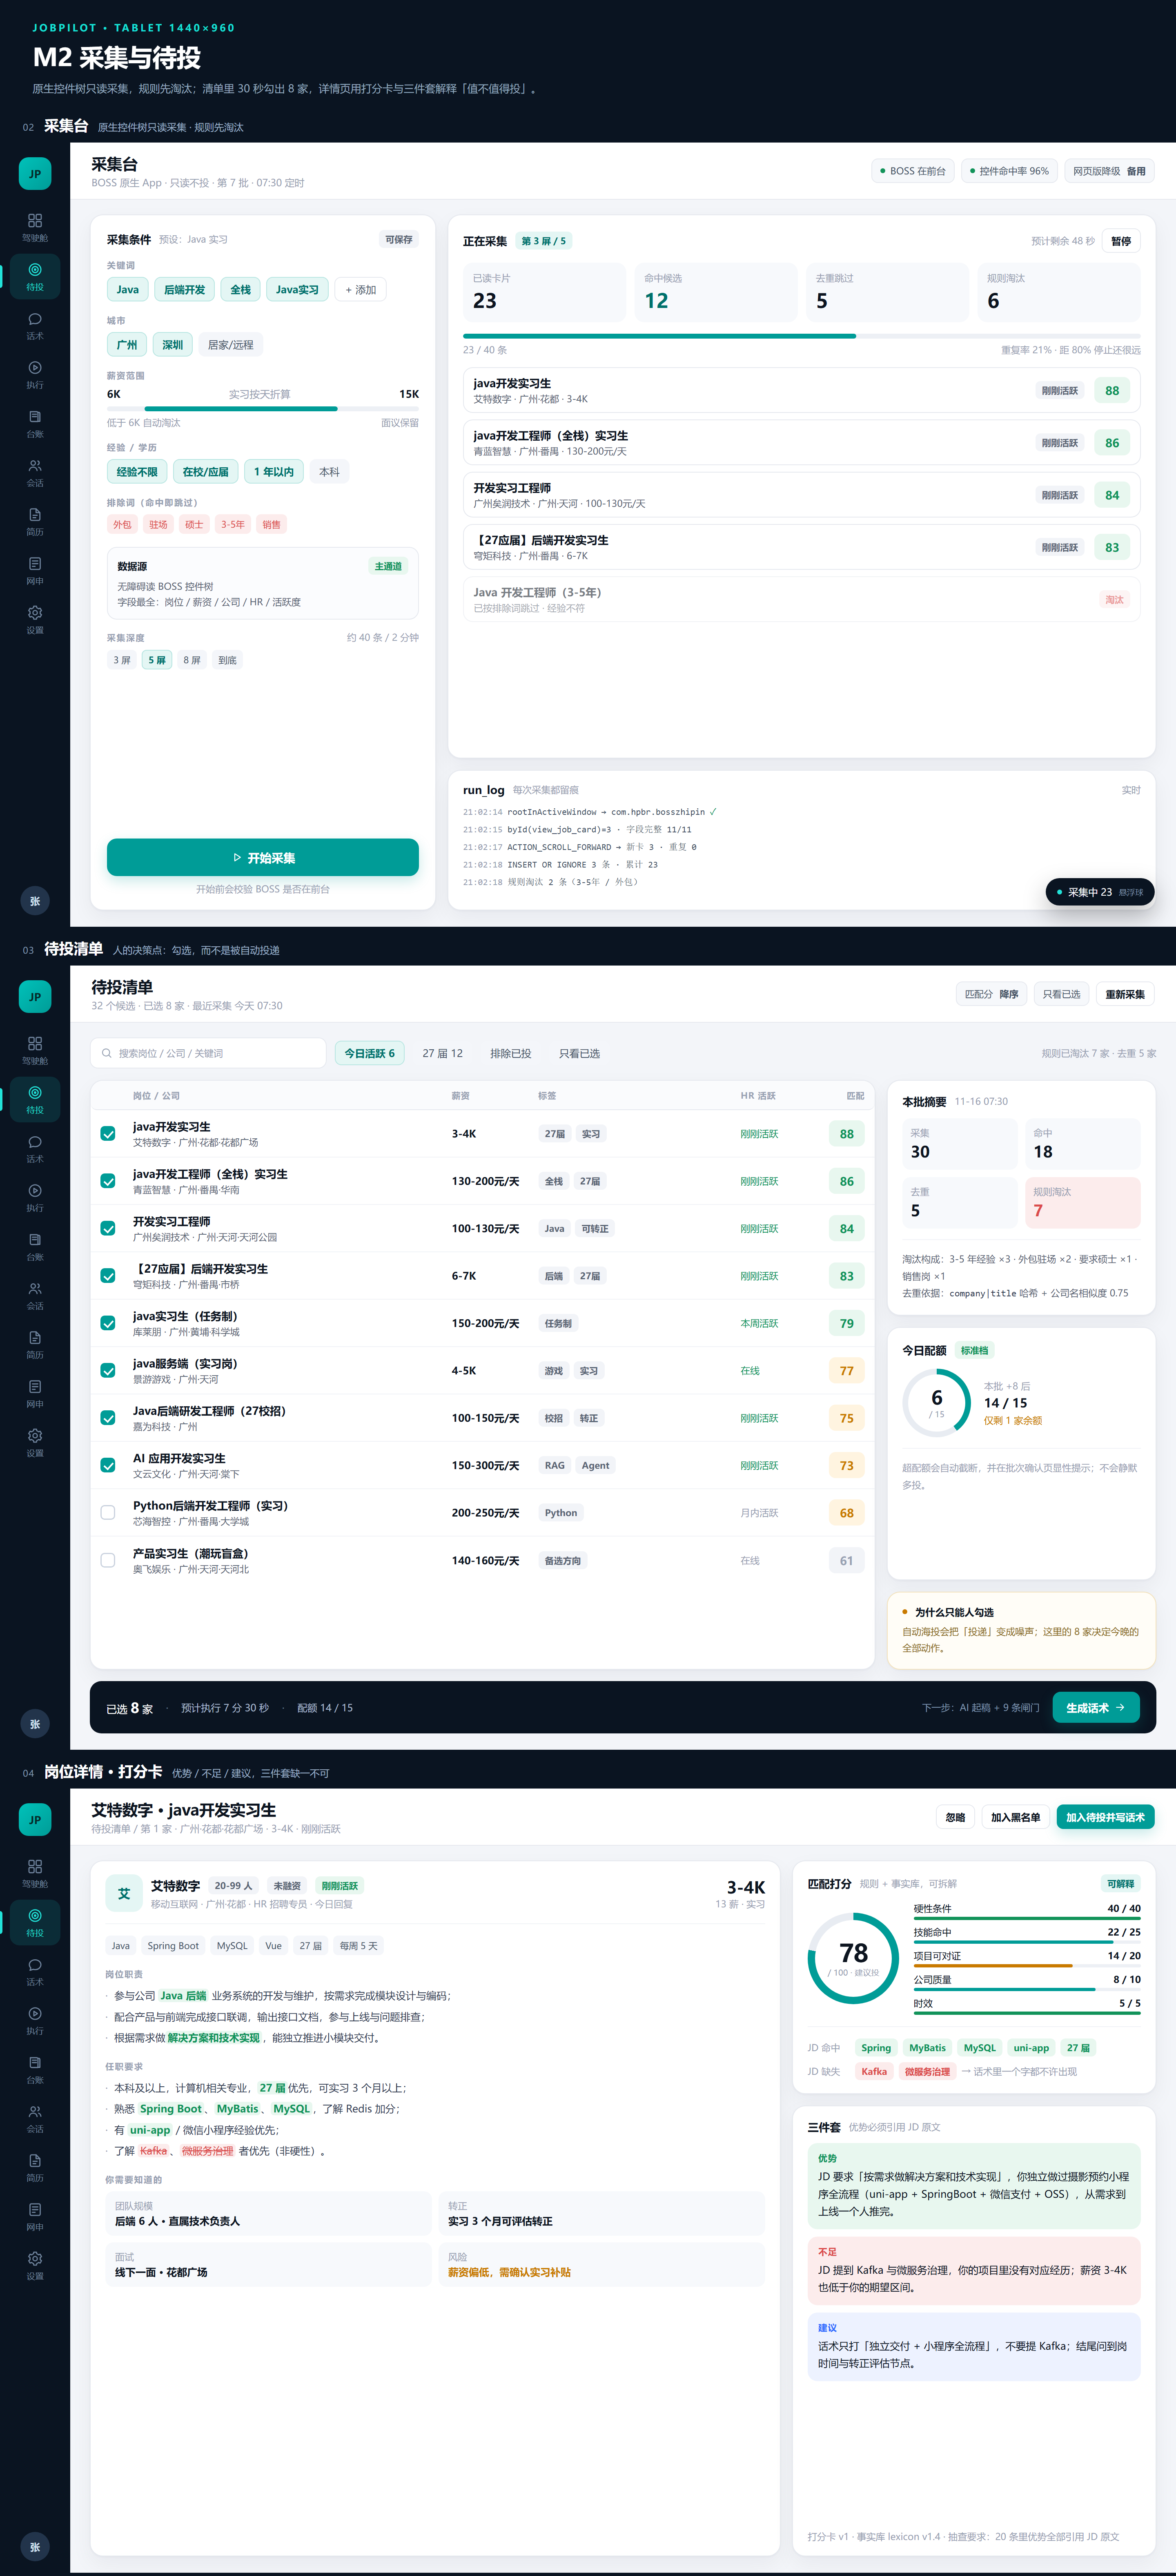 JOBPILOT • TABLET 1440×960
M2 采集与待投
原生控件树只读采集，规则先淘汰；清单里 30 秒勾出 8 家，详情页用打分卡与三件套解释「值不值得投」。
02 采集台 原生控件树只读采集 · 规则先淘汰
JP
驾驶舱
待投
话术
执行
台账
会话
简历
网申
设置
张
采集台
BOSS 原生 App · 只读不投 · 第 7 批 · 07:30 定时
BOSS 在前台
控件命中率 96%
网页版降级 备用
采集条件 预设：Java 实习 可保存
关键词
Java 后端开发 全栈 Java实习 + 添加
城市
广州 深圳 居家/远程
薪资范围
6K 实习按天折算 15K
低于 6K 自动淘汰 面议保留
经验 / 学历
经验不限 在校/应届 1 年以内 本科
排除词（命中即跳过）
外包 驻场 硕士 3-5年 销售
数据源 主通道
无障碍读 BOSS 控件树
字段最全：岗位 / 薪资 / 公司 / HR / 活跃度
采集深度 约 40 条 / 2 分钟
3 屏 5 屏 8 屏 到底
开始采集
开始前会校验 BOSS 是否在前台
正在采集 第 3 屏 / 5 预计剩余 48 秒 暂停
已读卡片 命中候选 去重跳过 规则淘汰
23 12 5 6
23 / 40 条 重复率 21% · 距 80% 停止还很远
java开发实习生
艾特数字 · 广州·花都 · 3-4K
刚刚活跃 88
java开发工程师（全栈）实习生
青蓝智慧 · 广州·番禺 · 130-200元/天
刚刚活跃 86
开发实习工程师
广州矣润技术 · 广州·天河 · 100-130元/天
刚刚活跃 84
【27应届】后端开发实习生
穹矩科技 · 广州·番禺 · 6-7K
刚刚活跃 83
Java 开发工程师（3-5年）
已按排除词跳过 · 经验不符
淘汰
run_log 每次采集都留痕 实时
21:02:14 rootInActiveWindow → com.hpbr.bosszhipin ✓
21:02:15 byId(view_job_card)=3 · 字段完整 11/11
21:02:17 ACTION_SCROLL_FORWARD → 新卡 3 · 重复 0
21:02:18 INSERT OR IGNORE 3 条 · 累计 23
21:02:18 规则淘汰 2 条（3-5年 / 外包）
采集中 23 悬浮球
03 待投清单 人的决策点：勾选，而不是被自动投递
JP
驾驶舱
待投
话术
执行
台账
会话
简历
网申
设置
张
待投清单
32 个候选 · 已选 8 家 · 最近采集 今天 07:30
匹配分 降序
只看已选
重新采集
搜索岗位 / 公司 / 关键词
今日活跃 6 27 届 12 排除已投 只看已选
规则已淘汰 7 家 · 去重 5 家
岗位 / 公司 薪资 标签 HR 活跃 匹配
java开发实习生
艾特数字 · 广州·花都·花都广场
3-4K 27届 实习 刚刚活跃 88
java开发工程师（全栈）实习生
青蓝智慧 · 广州·番禺·华南
130-200元/天 全栈 27届 刚刚活跃 86
开发实习工程师
广州矣润技术 · 广州·天河·天河公园
100-130元/天 Java 可转正 刚刚活跃 84
【27应届】后端开发实习生
穹矩科技 · 广州·番禺·市桥
6-7K 后端 27届 刚刚活跃 83
java实习生（任务制）
库莱朋 · 广州·黄埔·科学城
150-200元/天 任务制 本周活跃 79
java服务端（实习岗）
景游游戏 · 广州·天河
4-5K 游戏 实习 在线 77
Java后端研发工程师（27校招）
嘉为科技 · 广州
100-150元/天 校招 转正 刚刚活跃 75
AI 应用开发实习生
文云文化 · 广州·天河·棠下
150-300元/天 RAG Agent 刚刚活跃 73
Python后端开发工程师（实习）
芯海智控 · 广州·番禺·大学城
200-250元/天 Python 月内活跃 68
产品实习生（潮玩盲盒）
奥飞娱乐 · 广州·天河·天河北
140-160元/天 备选方向 在线 61
本批摘要 11-16 07:30
采集 命中
30 18
去重 规则淘汰
5 7
淘汰构成：3-5 年经验 ×3 · 外包驻场 ×2 · 要求硕士 ×1 ·
销售岗 ×1
去重依据：company|title 哈希 + 公司名相似度 0.75
今日配额 标准档
6
/ 15
本批 +8 后
14 / 15
仅剩 1 家余额
超配额会自动截断，并在批次确认页显性提示；不会静默
多投。
为什么只能人勾选
自动海投会把「投递」变成噪声；这里的 8 家决定今晚的
全部动作。
已选 8 家 · 预计执行 7 分 30 秒 · 配额 14 / 15
下一步：AI 起稿 + 9 条闸门
生成话术 →
04 岗位详情 • 打分卡 优势 / 不足 / 建议，三件套缺一不可
JP
驾驶舱
待投
话术
执行
台账
会话
简历
网申
设置
张
艾特数字 • java开发实习生
待投清单 / 第 1 家 · 广州·花都·花都广场 · 3-4K · 刚刚活跃
忽略
加入黑名单
加入待投并写话术
艾
艾特数字 20-99 人 未融资 刚刚活跃
移动互联网 · 广州·花都 · HR 招聘专员 · 今日回复
3-4K
13 薪 · 实习
Java Spring Boot MySQL Vue 27 届 每周 5 天
岗位职责
· 参与公司 Java 后端 业务系统的开发与维护，按需求完成模块设计与编码；
· 配合产品与前端完成接口联调，输出接口文档，参与上线与问题排查；
· 根据需求做 解决方案和技术实现 ，能独立推进小模块交付。
任职要求
· 本科及以上，计算机相关专业，27 届 优先，可实习 3 个月以上；
· 熟悉 Spring Boot 、 MyBatis 、 MySQL ，了解 Redis 加分；
· 有 uni-app / 微信小程序经验优先；
· 了解 Kafka 、 微服务治理 者优先（非硬性）。
你需要知道的
团队规模
后端 6 人 • 直属技术负责人
转正
实习 3 个月可评估转正
面试
线下一面 • 花都广场
风险
薪资偏低，需确认实习补贴
匹配打分 规则 + 事实库，可拆解 可解释
78
/ 100 · 建议投
硬性条件 40 / 40
技能命中 22 / 25
项目可对证 14 / 20
公司质量 8 / 10
时效 5 / 5
JD 命中 Spring MyBatis MySQL uni-app 27 届
JD 缺失 Kafka 微服务治理 → 话术里一个字都不许出现
三件套 优势必须引用 JD 原文
优势
JD 要求「按需求做解决方案和技术实现」，你独立做过摄影预约小程
序全流程（uni-app + SpringBoot + 微信支付 + OSS），从需求到
上线一个人推完。
不足
JD 提到 Kafka 与微服务治理，你的项目里没有对应经历；薪资 3-4K
也低于你的期望区间。
建议
话术只打「独立交付 + 小程序全流程」，不要提 Kafka；结尾问到岗
时间与转正评估节点。
打分卡 v1 · 事实库 lexicon v1.4 · 抽查要求：20 条里优势全部引用 JD 原文